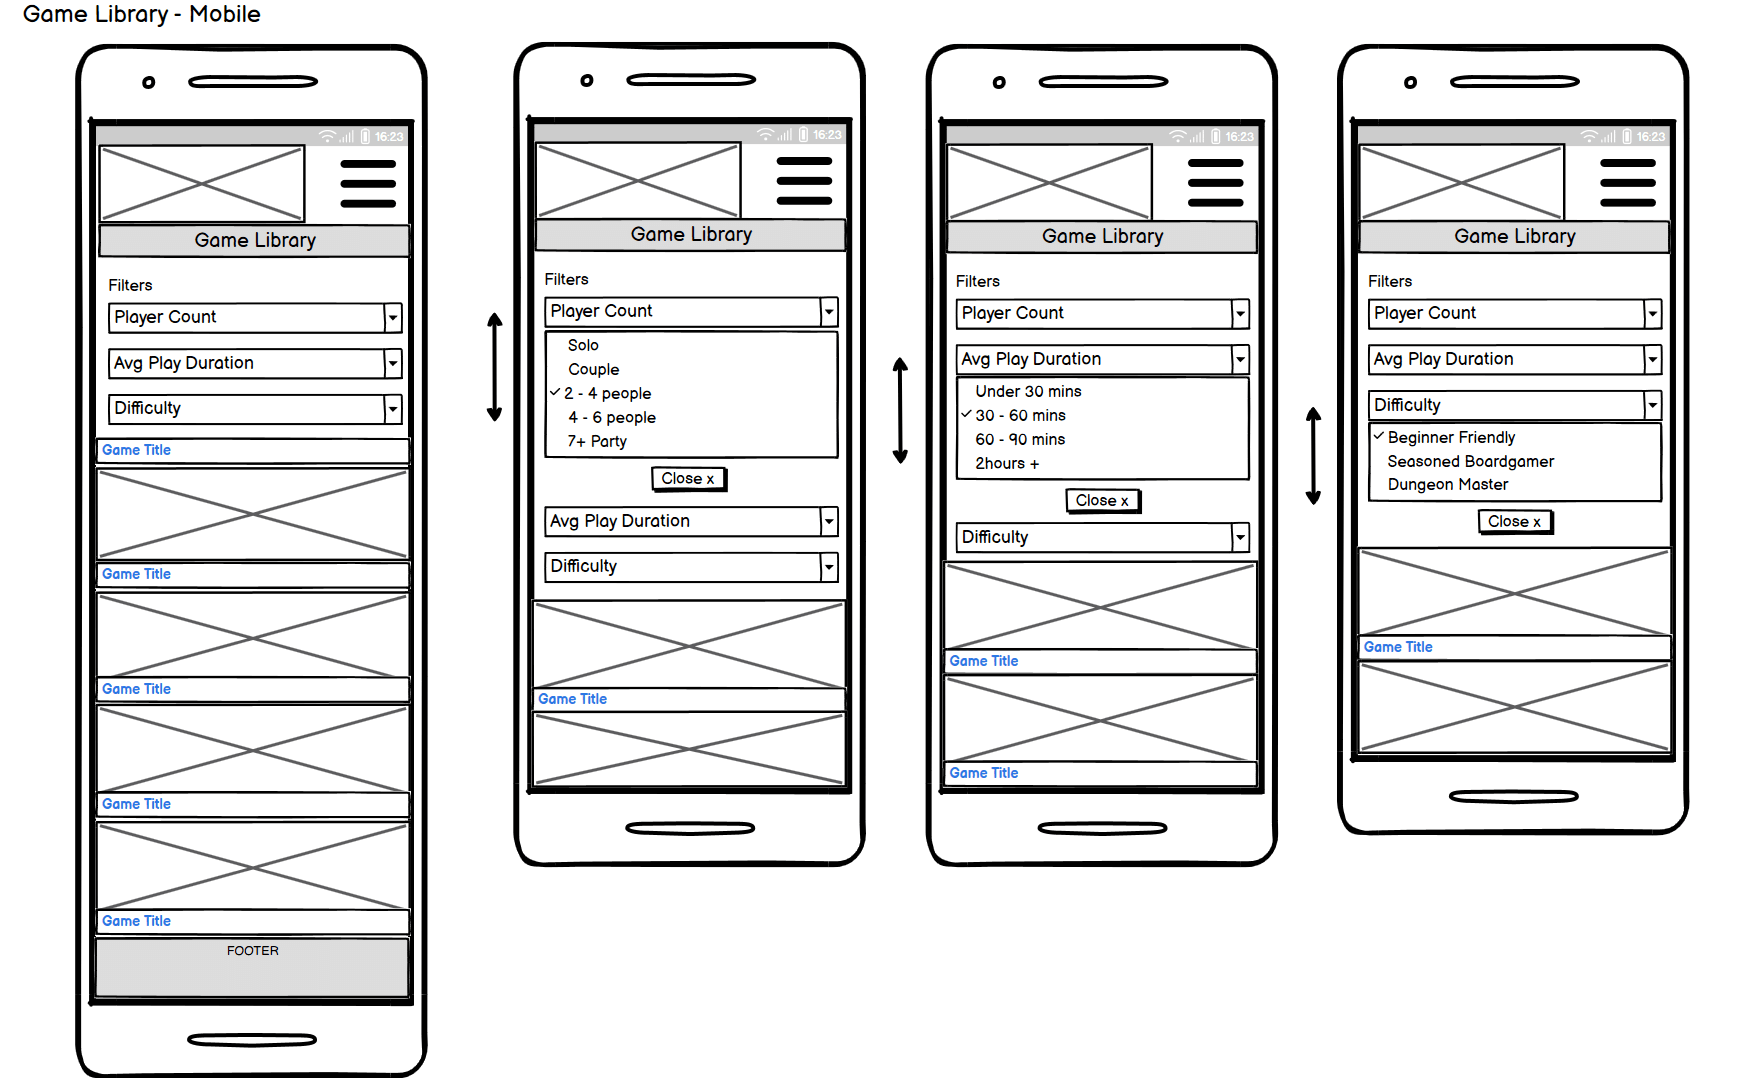 Game Library - Mobile
16:23
Game Library
Filters
Player Count
Avg Play Duration
Difficulty
Game Title
Game Title
Game Title
Game Title
Game Title
FOOTER
16:23
Game Library
Filters
Player Count
Solo
Couple
2 - 4 people
4 - 6 people
7+ Party
Close x
Avg Play Duration
Difficulty
Game Title
16:23
Game Library
Filters
Player Count
Avg Play Duration
Under 30 mins
30 - 60 mins
60 - 90 mins
2hours +
Close x
Difficulty
Game Title
Game Title
16:23
Game Library
Filters
Player Count
Avg Play Duration
Difficulty
Beginner Friendly
Seasoned Boardgamer
Dungeon Master
Close x
Game Title